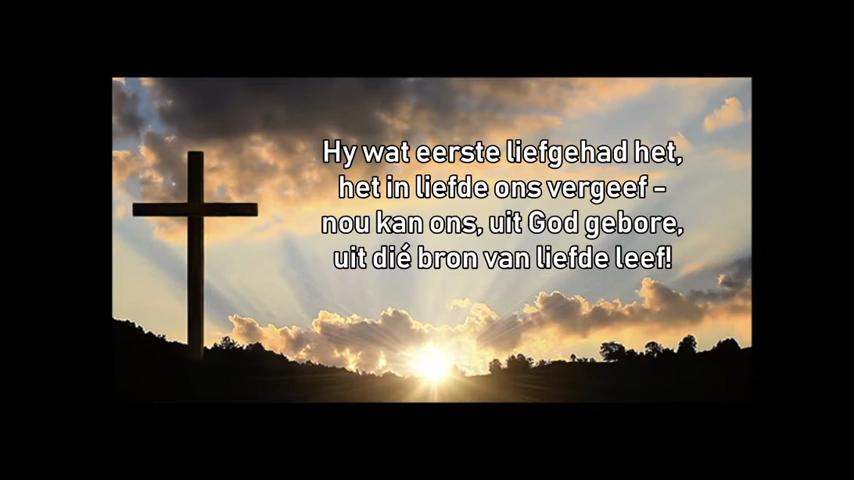 Hy wat eerste liefgehad het,
het in liefde ons vergeef –
nou kan ons, uit God gebore,
uit dié bron van liefde leef!